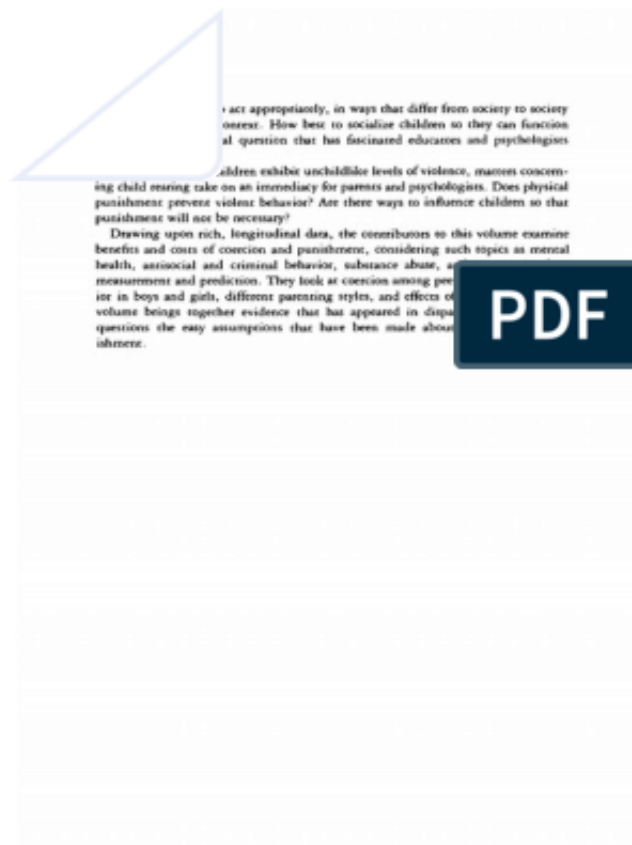 act appropriately, in ways that differ from society to society
ontext. How best to socialize children so they can function
al question that has fascinated educators and psychologists
ildren exhibit unchildlike levels of violence, matters concern-
ing child rearing take on an immediacy for parents and psychologists. Does physical
punishment prevent violent behavior? Are there ways to influence children so that
punishment will not be necessary?
Drawing upon rich, longitudinal data, the contributors to this volume examine
benefits and costs of coercion and punishment, considering such topics as mental
health, antisocial and criminal behavior, substance abuse, a
measurement and prediction. They look at coercion among pee
ior in boys and girls, different parenting styles, and effects of
volume brings together evidence that has appeared in dispa
questions the easy assumptions that have been made abou
ishment.
PDF